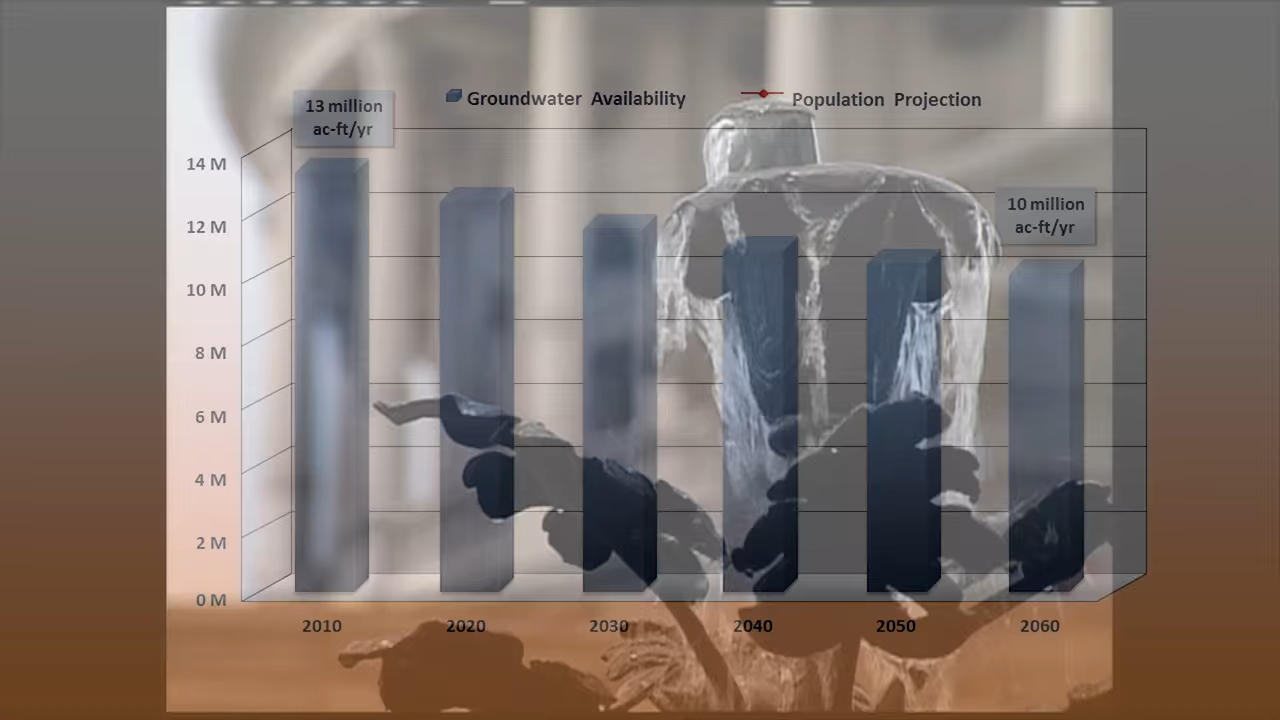 Groundwater Availability
Population Projection
13 million
ac-ft/yr
10 million
ac-ft/yr
14 M
12 M
10 M
8 M
6 M
4 M
2 M
0 M
2010 2020 2030 2040 2050 2060